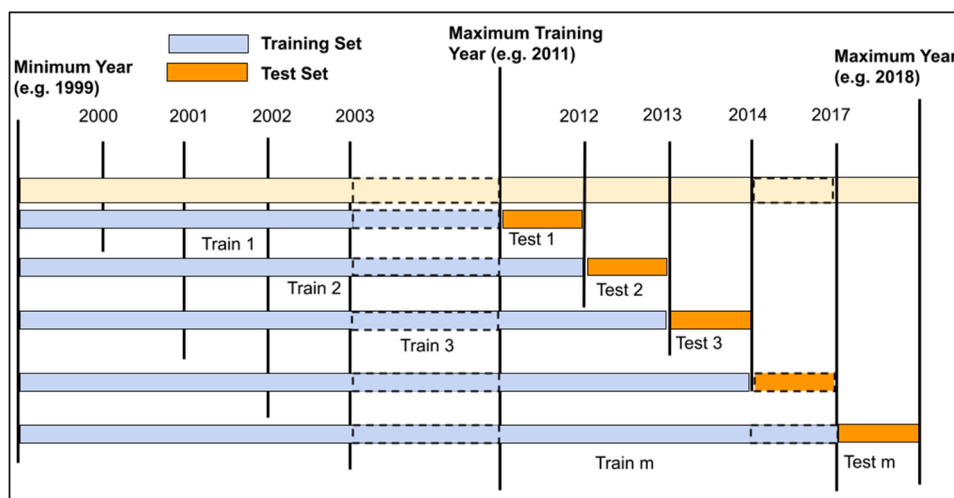 Training Set
Test Set
Minimum Year
(e.g. 1999)
Maximum Training
Year (e.g. 2011)
Maximum Year
(e.g. 2018)
2000
2001
2002
2003
2012
2013
2014
2017
Train 1
Test 1
Train 2
Test 2
Train 3
Test 3
Train m
Test m